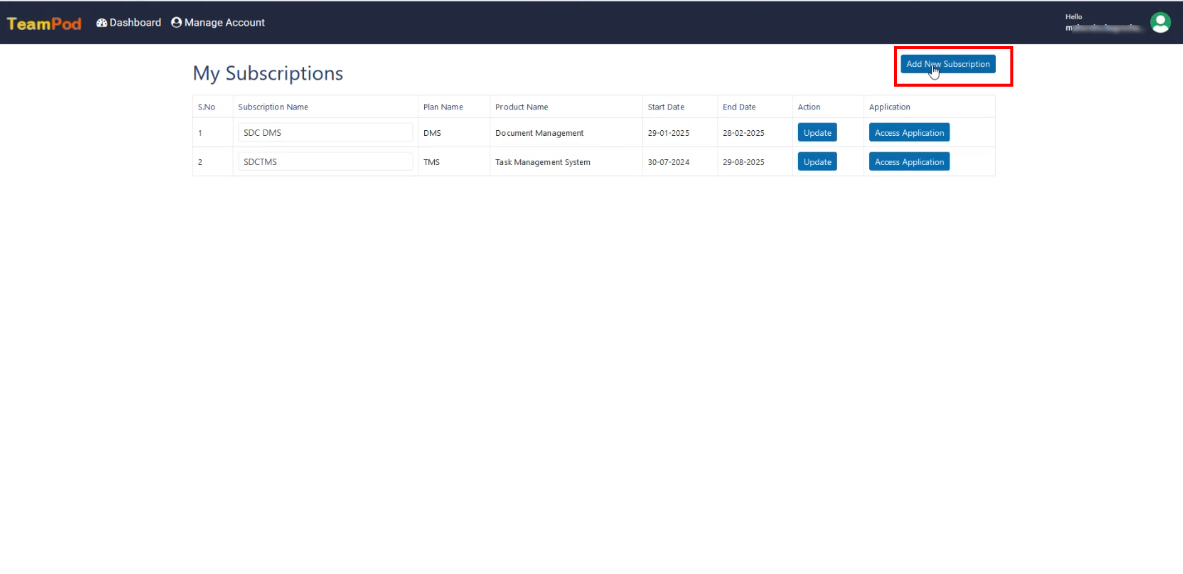 TeamPod Dashboard Manage Account
Hello
My Subscriptions
Add New Subscription
S.No Subscription Name Plan Name Product Name Start Date End Date Action Application
1 SDC DMS DMS Document Management 29-01-2025 28-02-2025 Update Access Application
2 SDCTMS TMS Task Management System 30-07-2024 29-08-2025 Update Access Application